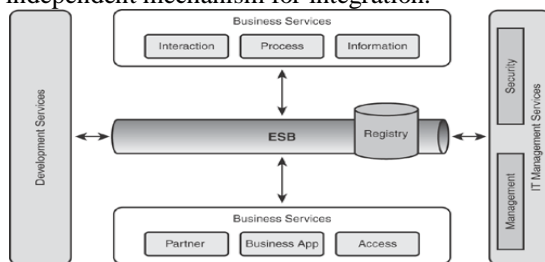 independent mechanism for integration.
Business Services
Interaction
Process
Information
Development Services
ESB
Registry
Security
Management
IT Management Services
Business Services
Partner
Business App
Access